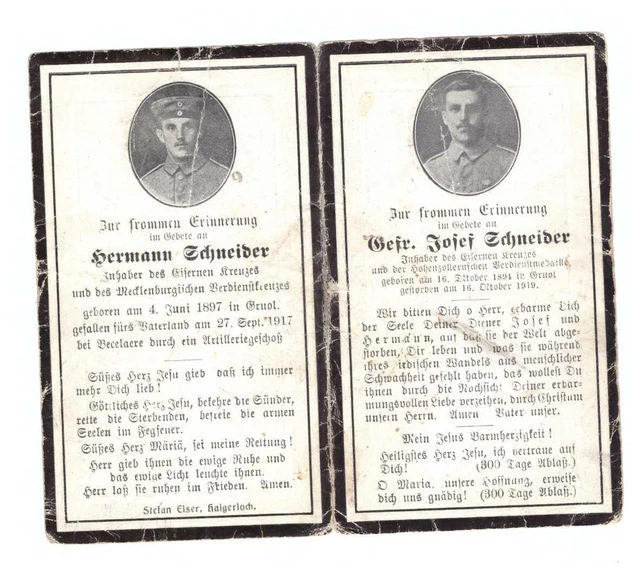 Zur frommen Erinnerung
im Gebete an
Hermann Schneider
Inhaber des Eisernen Kreuzes
und des Mecklenburgischen Verdienstkreuzes
geboren am 4. Juni 1897 in Gruol.
gefallen fürs Vaterland am 27. Sept. 1917
bei Becelaere durch ein Artilleriegeschoß
Süßes Herz Jesu gieb daß ich immer
mehr Dich lieb!
Göttliches Herz Jesu, bekehre die Sünder,
rette die Sterbenden, befreie die armen
Seelen im Fegfeuer.
Süßes Herz Mariä, sei meine Rettung!
Herr gieb ihnen die ewige Ruhe und
das ewige Licht leuchte ihnen.
Herr laß sie ruhen im Frieden. Amen.
Stefan Elser, Haigerloch.
Zur frommen Erinnerung
im Gebete an
Gefr. Josef Schneider
Inhaber des Eisernen Kreuzes
und der Hohenzollernschen Verdienstmedaille
geboren am 16. Oktober 1894 in Gruol
gestorben am 16. Oktober 1919.
Wir bitten Dich o Herr, erbarme Dich
der Seele Deiner Diener Josef und
Hermann, auf daß sie der Welt abge-
storben, Dir leben und was sie während
ihres irdischen Wandels aus menschlicher
Schwachheit gefehlt haben, das wollest Du
ihnen durch die Nachsicht Deiner erbar-
mungsvollen Liebe verzeihen, durch Christum
unsern Herrn. Amen Vater unser.
Mein Jesus Barmherzigkeit!
Heiligstes Herz Jesu, ich vertraue auf
Dich! (300 Tage Ablaß.)
O Maria, unsere Hoffnung, erweise
dich uns gnädig! (300 Tage Ablaß.)